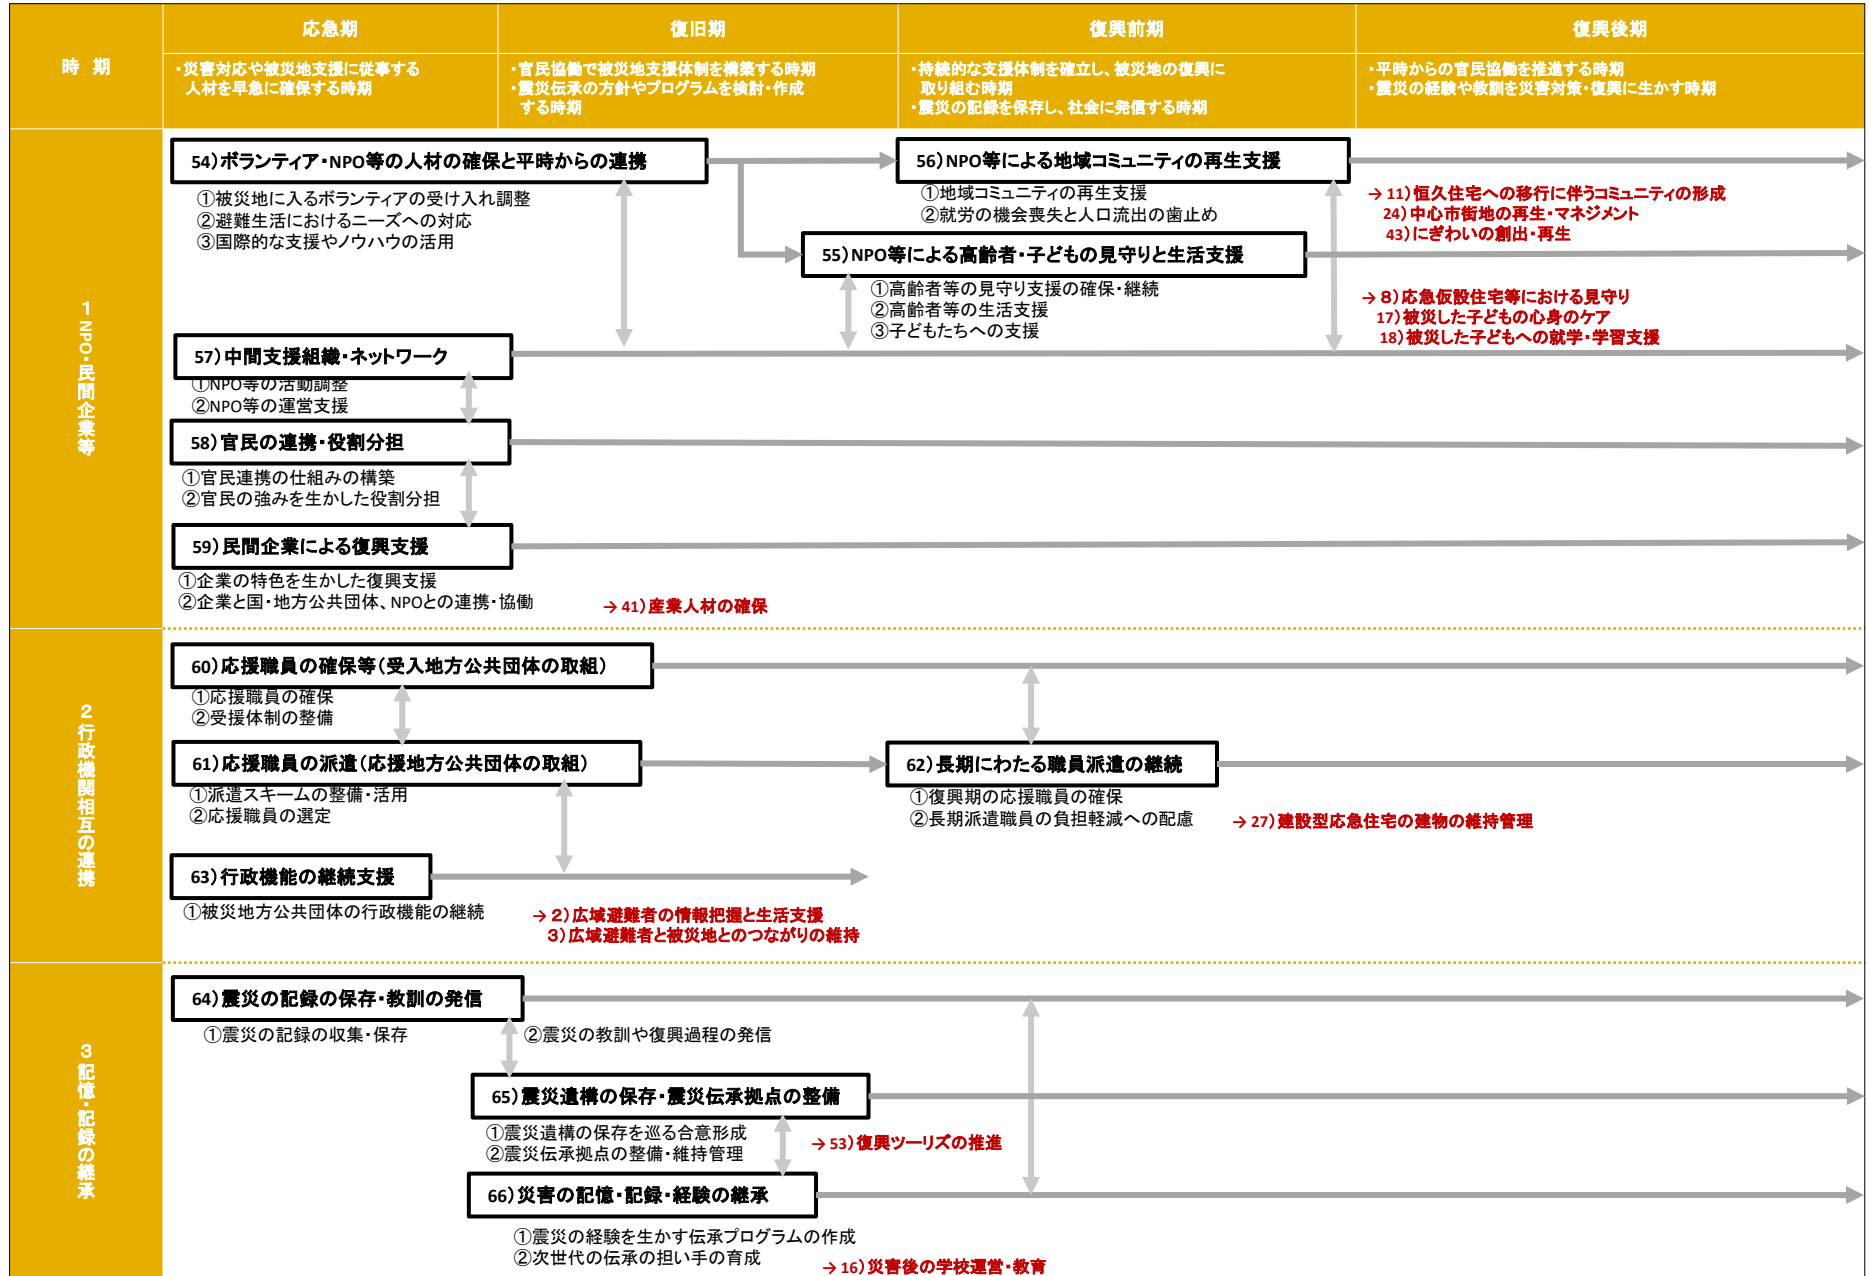 時 期
応急期
・災害対応や被災地支援に従事する
人材を早急に確保する時期
復旧期
・官民協働で被災地支援体制を構築する時期
・震災伝承の方針やプログラムを検討・作成
する時期
復興前期
・持続的な支援体制を確立し、被災地の復興に
取り組む時期
・震災の記録を保存し、社会に発信する時期
復興後期
・平時からの官民協働を推進する時期
・震災の経験や教訓を災害対策・復興に生かす時期
1 NPO・民間企業等
54)ボランティア・NPO等の人材の確保と平時からの連携
①被災地に入るボランティアの受け入れ調整
②避難生活におけるニーズへの対応
③国際的な支援やノウハウの活用
56)NPO等による地域コミュニティの再生支援
①地域コミュニティの再生支援
②就労の機会喪失と人口流出の歯止め
→11)恒久住宅への移行に伴うコミュニティの形成
24)中心市街地の再生・マネジメント
43)にぎわいの創出・再生
55)NPO等による高齢者・子どもの見守りと生活支援
①高齢者等の見守り支援の確保・継続
②高齢者等の生活支援
③子どもたちへの支援
→8)応急仮設住宅等における見守り
17)被災した子どもの心身のケア
18)被災した子どもへの就学・学習支援
57)中間支援組織・ネットワーク
①NPO等の活動調整
②NPO等の運営支援
58)官民の連携・役割分担
①官民連携の仕組みの構築
②官民の強みを生かした役割分担
59)民間企業による復興支援
①企業の特色を生かした復興支援
②企業と国・地方公共団体、NPOとの連携・協働
→41)産業人材の確保
2 行政機関相互の連携
60)応援職員の確保等(受入地方公共団体の取組)
①応援職員の確保
②受援体制の整備
61)応援職員の派遣(応援地方公共団体の取組)
①派遣スキームの整備・活用
②応援職員の選定
62)長期にわたる職員派遣の継続
①復興期の応援職員の確保
②長期派遣職員の負担軽減への配慮
→27)建設型応急住宅の建物の維持管理
63)行政機能の継続支援
①被災地方公共団体の行政機能の継続
→2)広域避難者の情報把握と生活支援
3)広域避難者と被災地とのつながりの維持
3 記憶・記録の継承
64)震災の記録の保存・教訓の発信
①震災の記録の収集・保存
②震災の教訓や復興過程の発信
65)震災遺構の保存・震災伝承拠点の整備
①震災遺構の保存を巡る合意形成
②震災伝承拠点の整備・維持管理
→53)復興ツーリズの推進
66)災害の記憶・記録・経験の継承
①震災の経験を生かす伝承プログラムの作成
②次世代の伝承の担い手の育成
→16)災害後の学校運営・教育